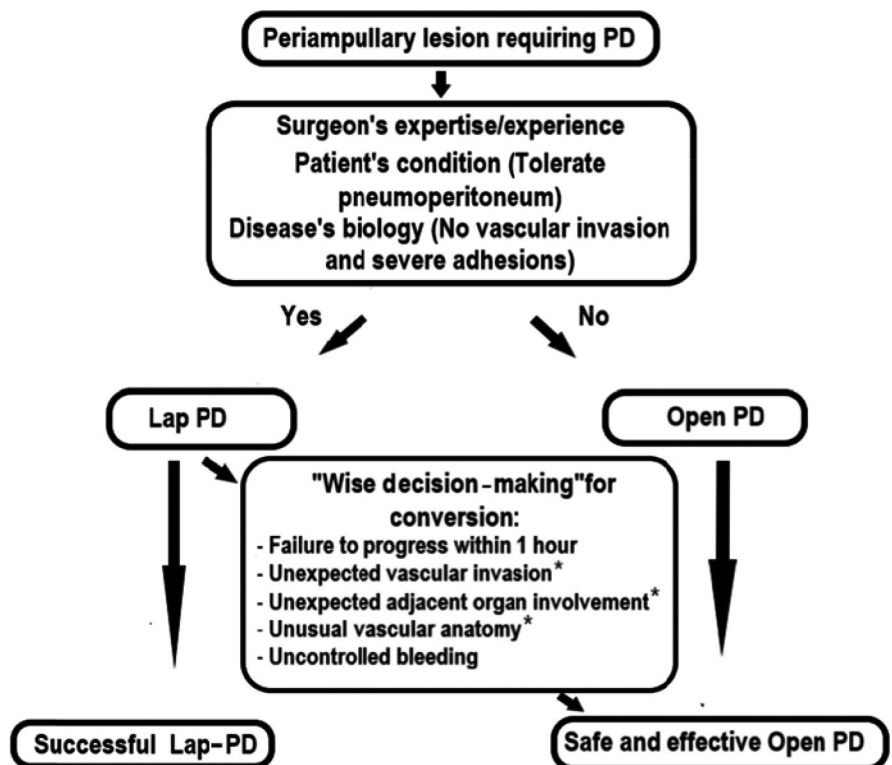 Periampullary lesion requiring PD
Surgeon's expertise/experience
Patient's condition (Tolerate
pneumoperitoneum)
Disease's biology (No vascular invasion
and severe adhesions)
Yes
No
Lap PD
Open PD
"Wise decision-making"for
conversion:
- Failure to progress within 1 hour
- Unexpected vascular invasion*
- Unexpected adjacent organ involvement*
- Unusual vascular anatomy*
- Uncontrolled bleeding
Successful Lap-PD
Safe and effective Open PD